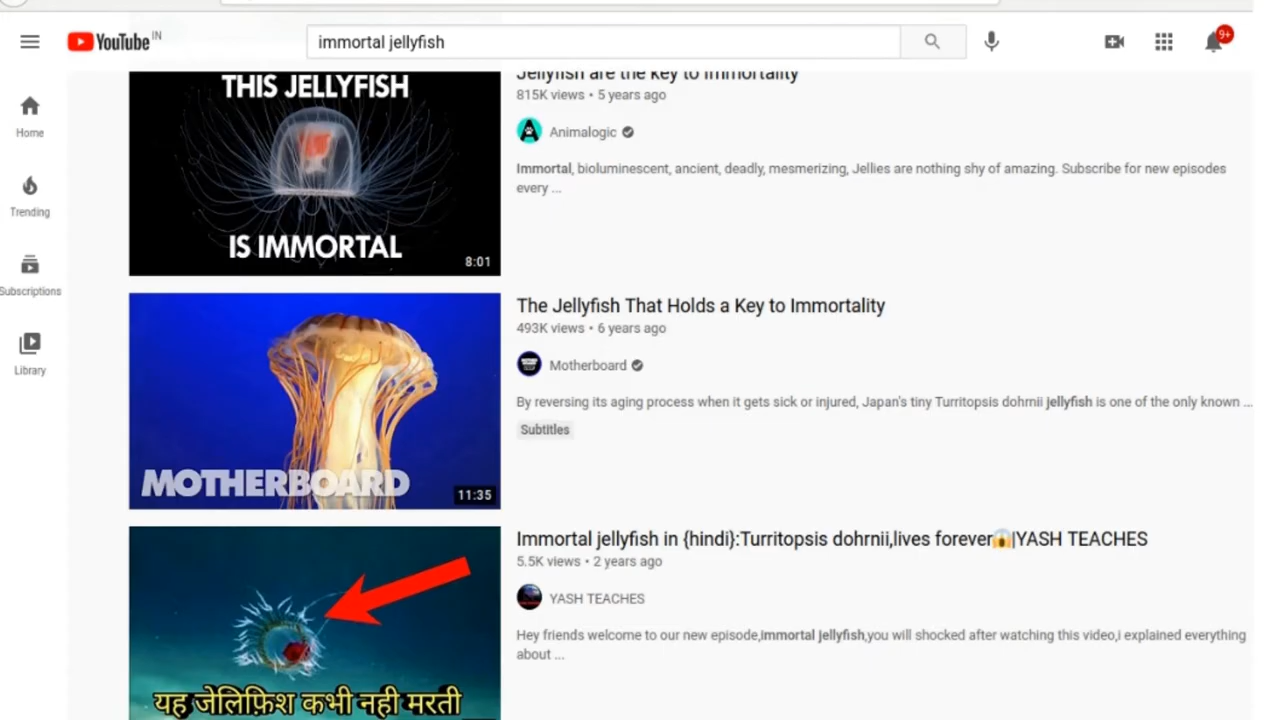 YouTube IN
immortal jellyfish
9+
Home
Trending
Subscriptions
Library
THIS JELLYFISH
IS IMMORTAL
8:01
Jellyfish are the key to immortality
815K views • 5 years ago
Animalogic
Immortal, bioluminescent, ancient, deadly, mesmerizing, Jellies are nothing shy of amazing. Subscribe for new episodes
every ...
MOTHERBOARD
11:35
The Jellyfish That Holds a Key to Immortality
493K views • 6 years ago
Motherboard
By reversing its aging process when it gets sick or injured, Japan's tiny Turritopsis dohrnii jellyfish is one of the only known ...
Subtitles
यह जेलिफ़िश कभी नही मरती
Immortal jellyfish in {hindi}:Turritopsis dohrnii,lives forever😱|YASH TEACHES
5.5K views • 2 years ago
YASH TEACHES
Hey friends welcome to our new episode,immortal jellyfish,you will shocked after watching this video,i explained everything
about ...